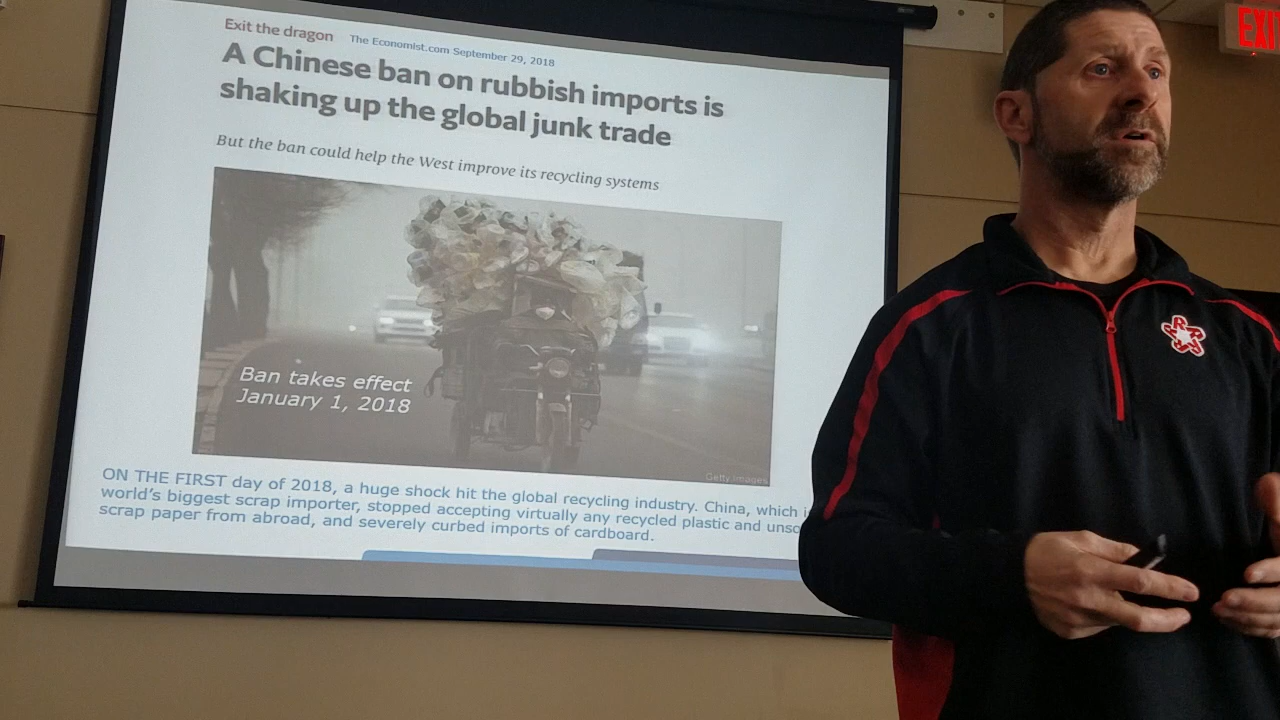 Exit the dragon
The Economist.com September 29, 2018
A Chinese ban on rubbish imports is
shaking up the global junk trade
But the ban could help the West improve its recycling systems
Ban takes effect
January 1, 2018
Getty Images
ON THE FIRST day of 2018, a huge shock hit the global recycling industry. China, which i
world's biggest scrap importer, stopped accepting virtually any recycled plastic and unso
scrap paper from abroad, and severely curbed imports of cardboard.
EXI